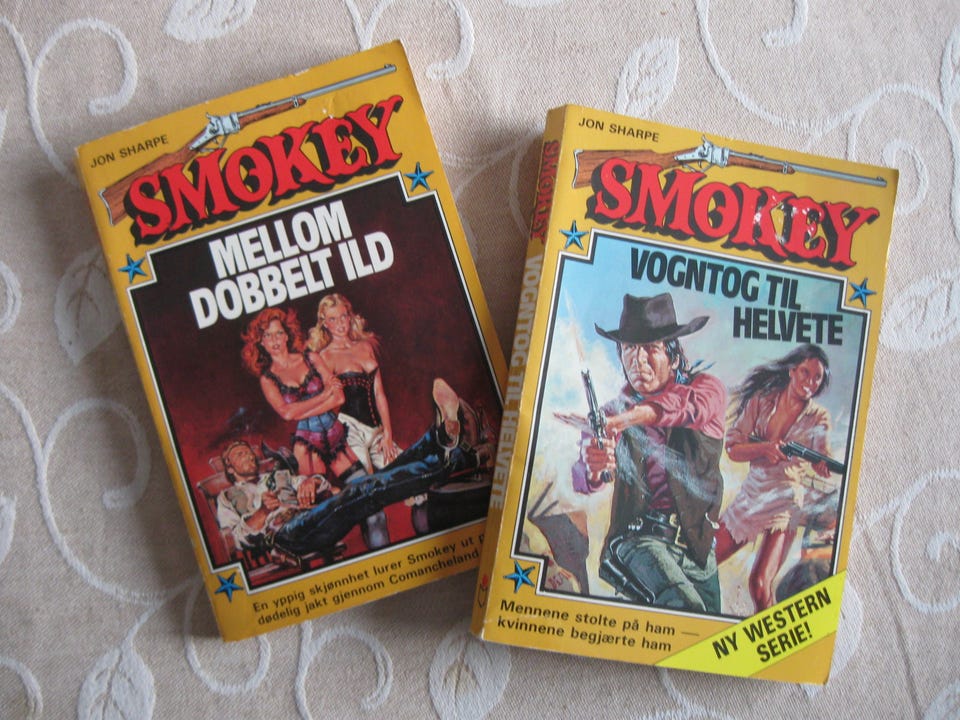 JON SHARPE
SMOKEY
MELLOM
DOBBELT ILD
En yppig skjønnhet lurer Smokey ut p
dødelig jakt gjennom Comancheland
JON SHARPE
SMOKEY
VOGNTOG TIL
HELVETE
Mennene stolte på ham —
kvinnene begjærte ham
NY WESTERN
SERIE!
SMOKEY VOGNTOG TIL HELVETE